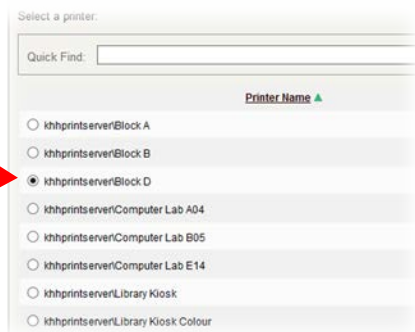 Select a printer:
Quick Find:
Printer Name ▲
khhprintserver\Block A
khhprintserver\Block B
khhprintserver\Block D
khhprintserver\Computer Lab A04
khhprintserver\Computer Lab B05
khhprintserver\Computer Lab E14
khhprintserver\Library Kiosk
khhprintserver\Library Kiosk Colour